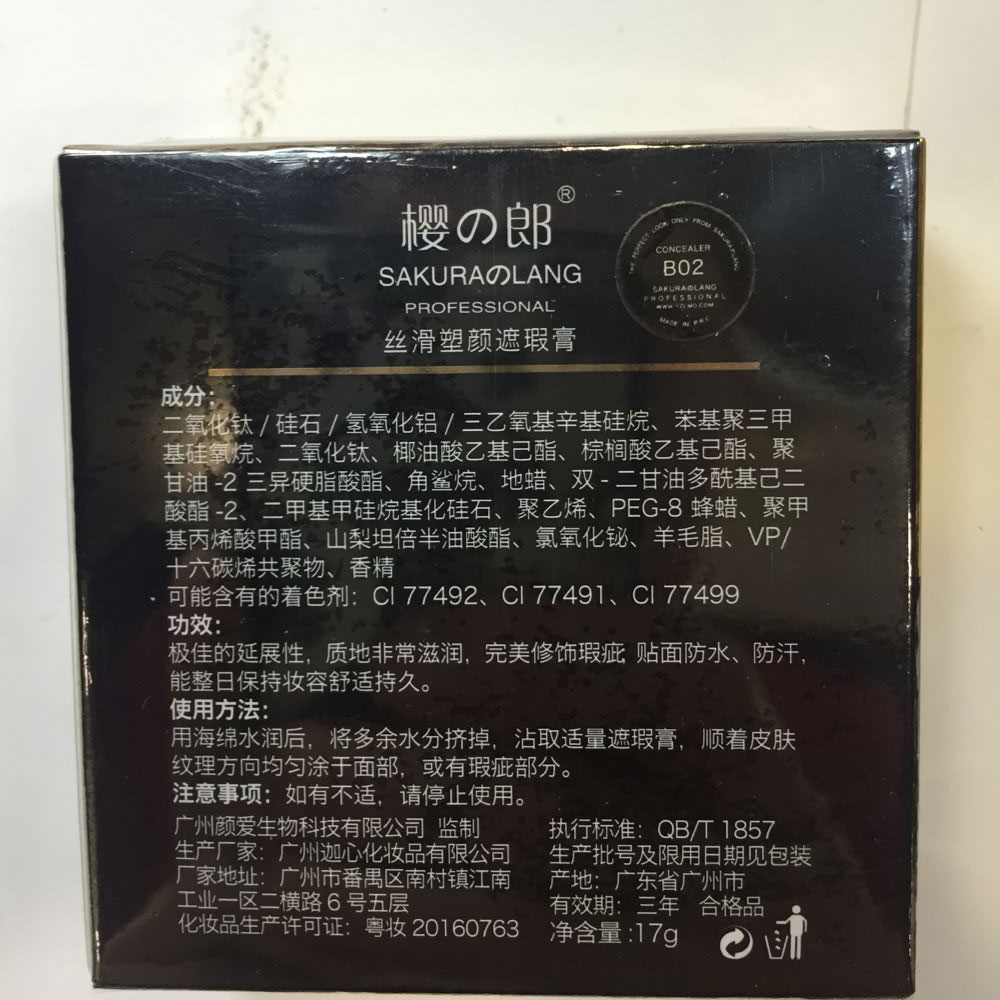 樱の郎®
SAKURAのLANG
PROFESSIONAL
丝滑塑颜遮瑕膏
THE PERFECT LOOK ONLY FROM SAKURAのLANG
CONCEALER
B02
SAKURAのLANG
PROFESSIONAL
MADE IN P.R.C
成分：
二氧化钛 / 硅石 / 氢氧化铝 / 三乙氧基辛基硅烷、苯基聚三甲
基硅氧烷、二氧化钛、椰油酸乙基己酯、棕榈酸乙基己酯、聚
甘油 -2 三异硬脂酸酯、角鲨烷、地蜡、双 - 二甘油多酰基己二
酸酯 -2、二甲基甲硅烷基化硅石、聚乙烯、PEG-8 蜂蜡、聚甲
基丙烯酸甲酯、山梨坦倍半油酸酯、氯氧化铋、羊毛脂、VP/
十六碳烯共聚物、香精
可能含有的着色剂：CI 77492、CI 77491、CI 77499
功效：
极佳的延展性，质地非常滋润，完美修饰瑕疵 贴面防水、防汗，
能整日保持妆容舒适持久。
使用方法：
用海绵水润后，将多余水分挤掉，沾取适量遮瑕膏，顺着皮肤
纹理方向均匀涂于面部，或有瑕疵部分。
注意事项：如有不适，请停止使用。
广州颜爱生物科技有限公司 监制
生产厂家：广州迦心化妆品有限公司
厂家地址：广州市番禺区南村镇江南
工业一区二横路 6 号五层
化妆品生产许可证：粤妆 20160763
执行标准：QB/T 1857
生产批号及限用日期见包装
产地：广东省广州市
有效期：三年 合格品
净含量:17g